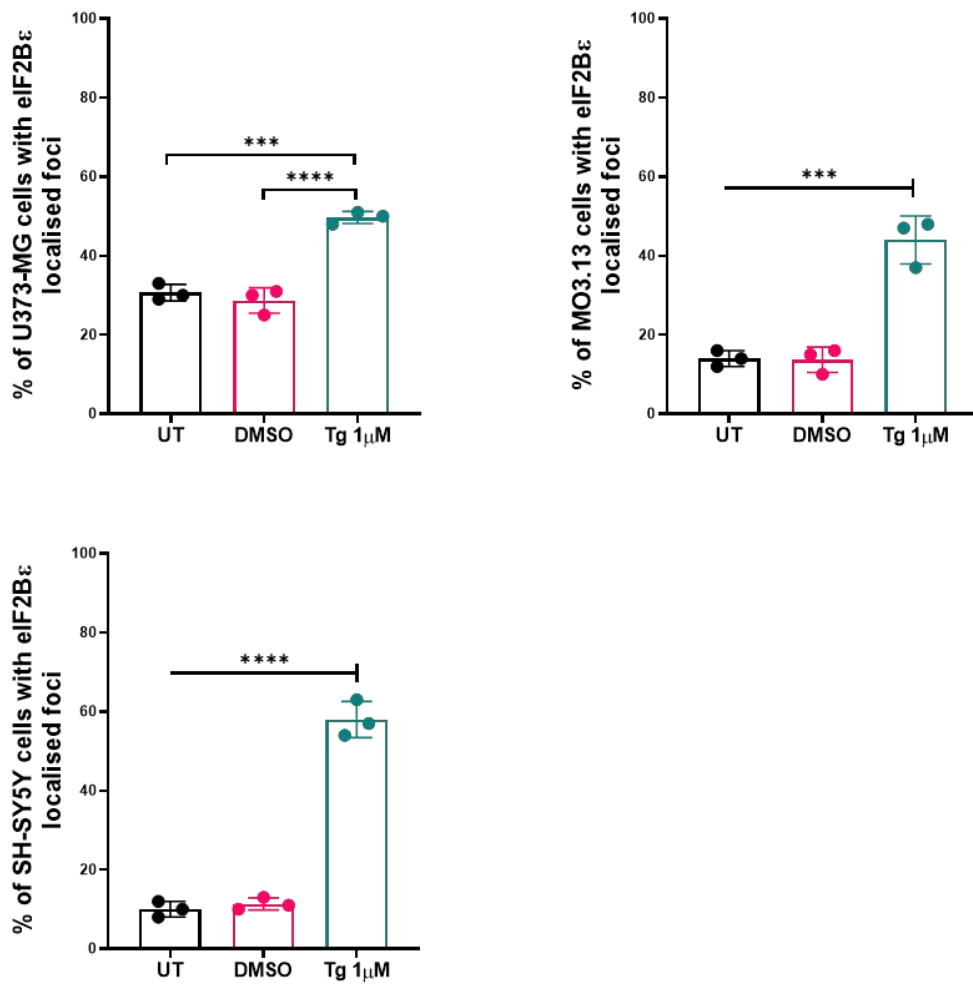 % of U373-MG cells with eIF2Bε
localised foci
100
80
60
40
20
0
***
****
UT DMSO Tg 1μM
% of MO3.13 cells with eIF2Bε
localised foci
100
80
60
40
20
0
***
UT DMSO Tg 1μM
% of SH-SY5Y cells with eIF2Bε
localised foci
100
80
60
40
20
0
****
UT DMSO Tg 1μM